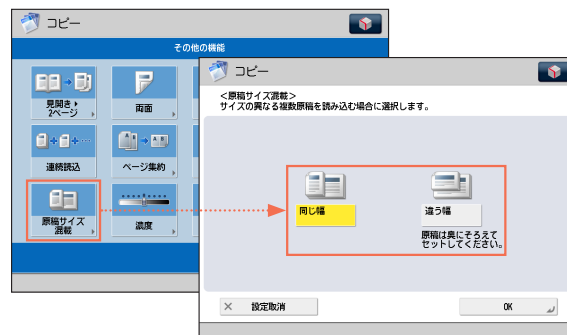 コピー
その他の機能
見開き▸
2ページ
両面
連続読込
ページ集約
原稿サイズ
混載
濃度
コピー
<原稿サイズ混載>
サイズの異なる複数原稿を読み込む場合に選択します。
同じ幅
違う幅
原稿は奥にそろえて
セットしてください。
× 設定取消
OK